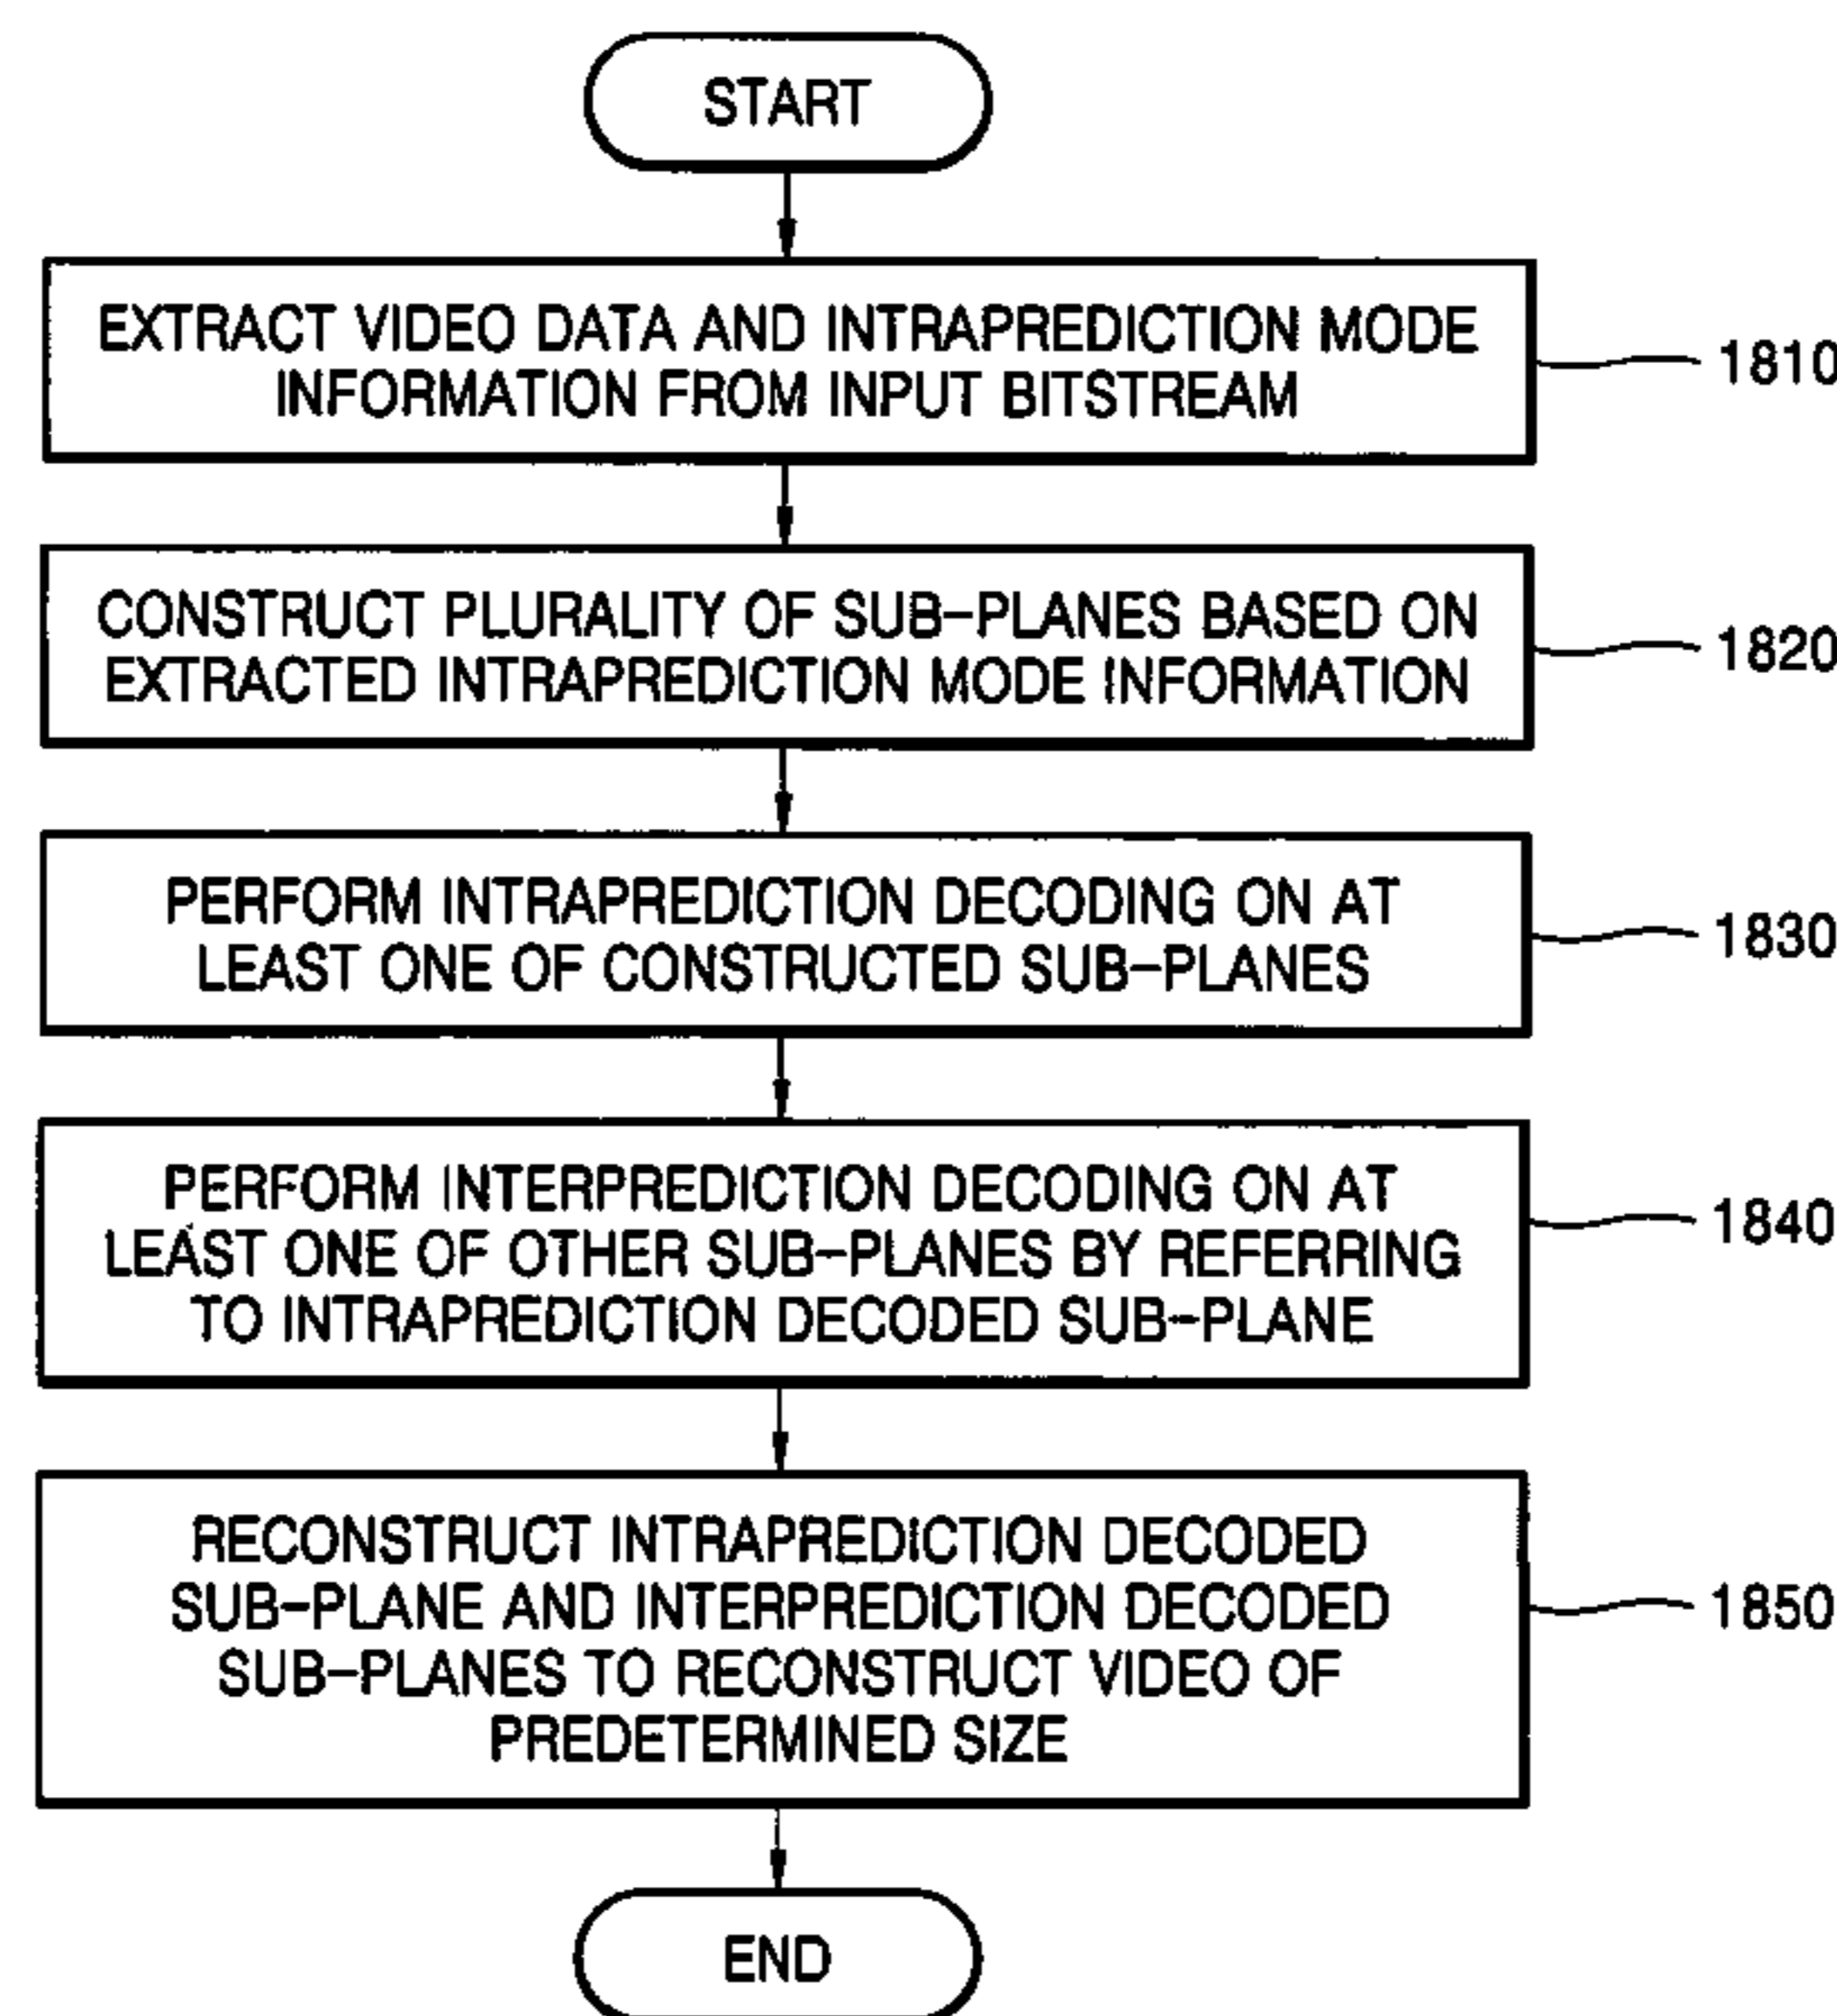 START
EXTRACT VIDEO DATA AND INTRAPREDICTION MODE
INFORMATION FROM INPUT BITSTREAM
1810
CONSTRUCT PLURALITY OF SUB-PLANES BASED ON
EXTRACTED INTRAPREDICTION MODE INFORMATION
1820
PERFORM INTRAPREDICTION DECODING ON AT
LEAST ONE OF CONSTRUCTED SUB-PLANES
1830
PERFORM INTERPREDICTION DECODING ON AT
LEAST ONE OF OTHER SUB-PLANES BY REFERRING
TO INTRAPREDICTION DECODED SUB-PLANE
1840
RECONSTRUCT INTRAPREDICTION DECODED
SUB-PLANE AND INTERPREDICTION DECODED
SUB-PLANES TO RECONSTRUCT VIDEO OF
PREDETERMINED SIZE
1850
END